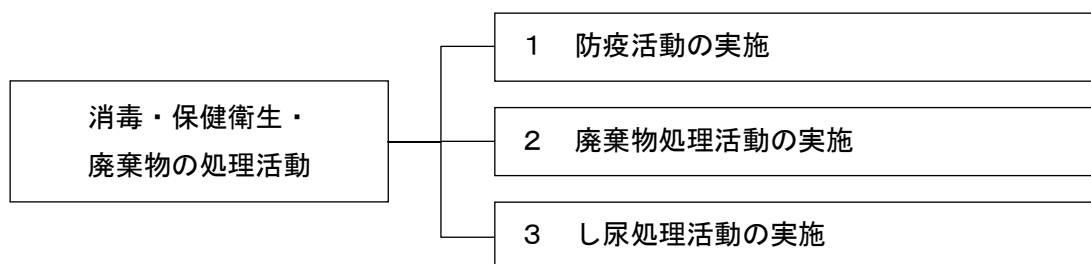 消毒・保健衛生・
廃棄物の処理活動
１　防疫活動の実施
２　廃棄物処理活動の実施
３　し尿処理活動の実施